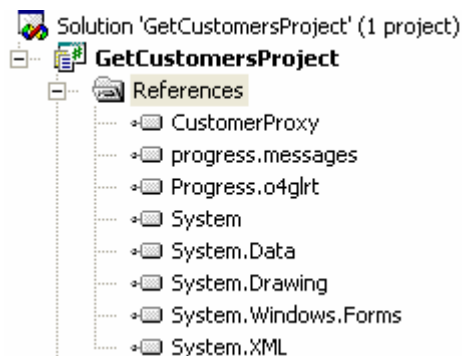 Solution 'GetCustomersProject' (1 project)
GetCustomersProject
References
CustomerProxy
progress.messages
Progress.o4glrt
System
System.Data
System.Drawing
System.Windows.Forms
System.XML